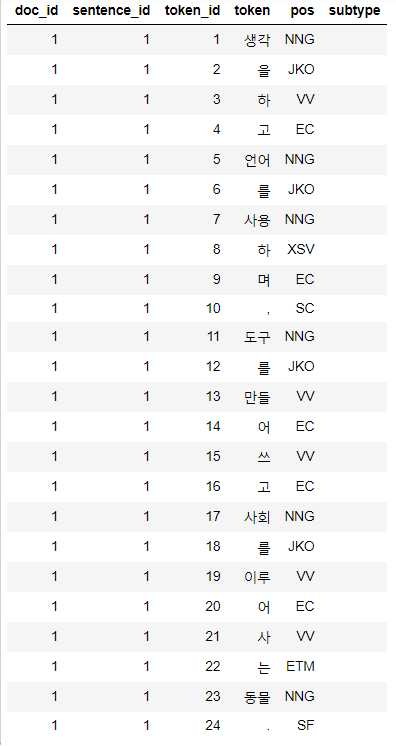 doc_id sentence_id token_id token pos subtype
1 1 1 생각 NNG
1 1 2 을 JKO
1 1 3 하 VV
1 1 4 고 EC
1 1 5 언어 NNG
1 1 6 를 JKO
1 1 7 사용 NNG
1 1 8 하 XSV
1 1 9 며 EC
1 1 10 , SC
1 1 11 도구 NNG
1 1 12 를 JKO
1 1 13 만들 VV
1 1 14 어 EC
1 1 15 쓰 VV
1 1 16 고 EC
1 1 17 사회 NNG
1 1 18 를 JKO
1 1 19 이루 VV
1 1 20 어 EC
1 1 21 사 VV
1 1 22 는 ETM
1 1 23 동물 NNG
1 1 24 . SF